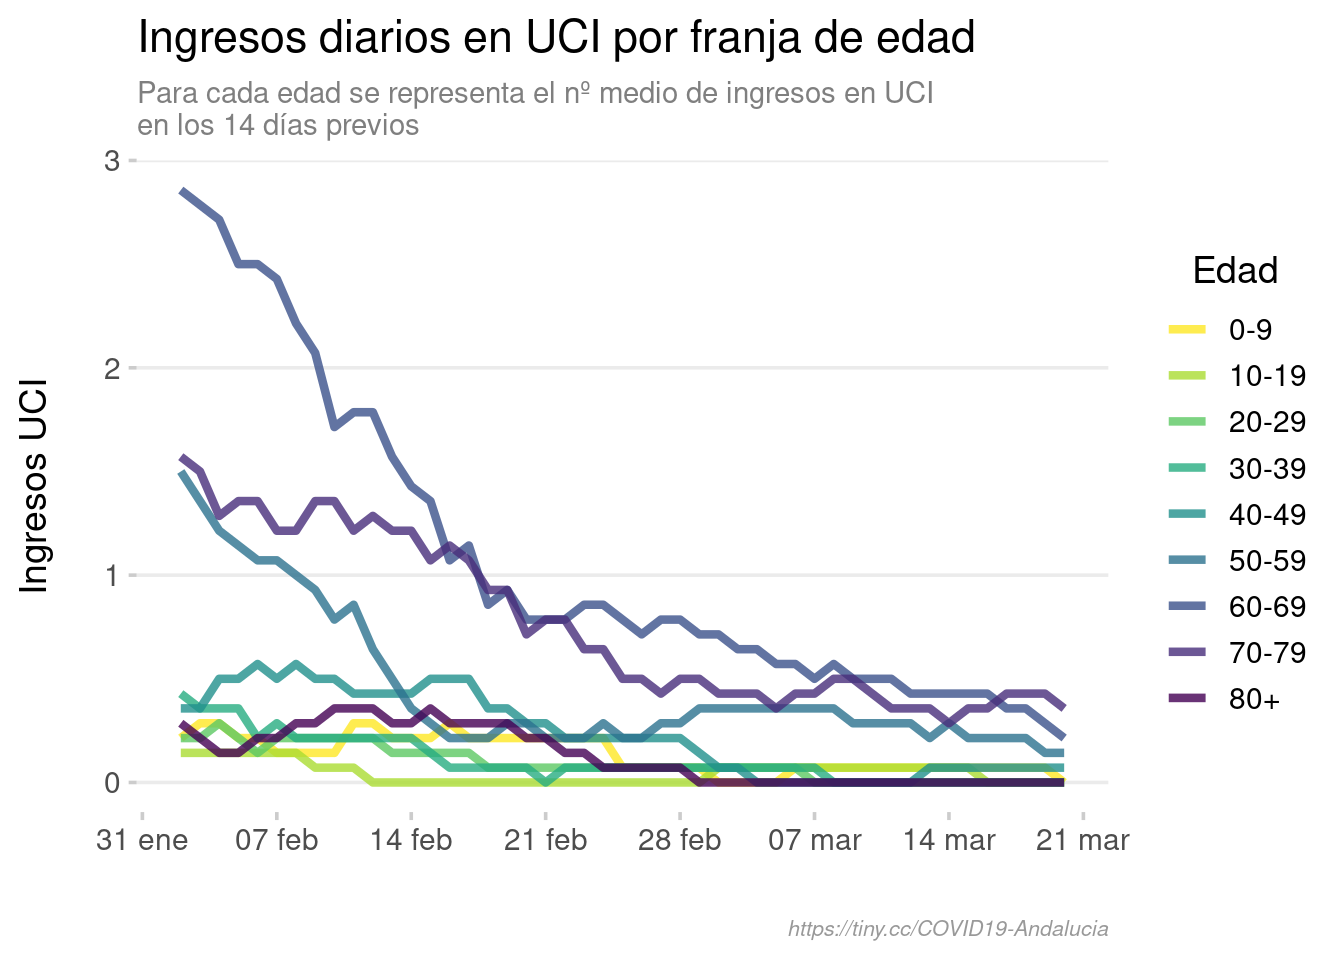 Ingresos diarios en UCI por franja de edad
Para cada edad se representa el nº medio de ingresos en UCI
en los 14 días previos
Ingresos UCI
3
2
1
0
31 ene
07 feb
14 feb
21 feb
28 feb
07 mar
14 mar
21 mar
Edad
0-9
10-19
20-29
30-39
40-49
50-59
60-69
70-79
80+
https://tiny.cc/COVID19-Andalucia